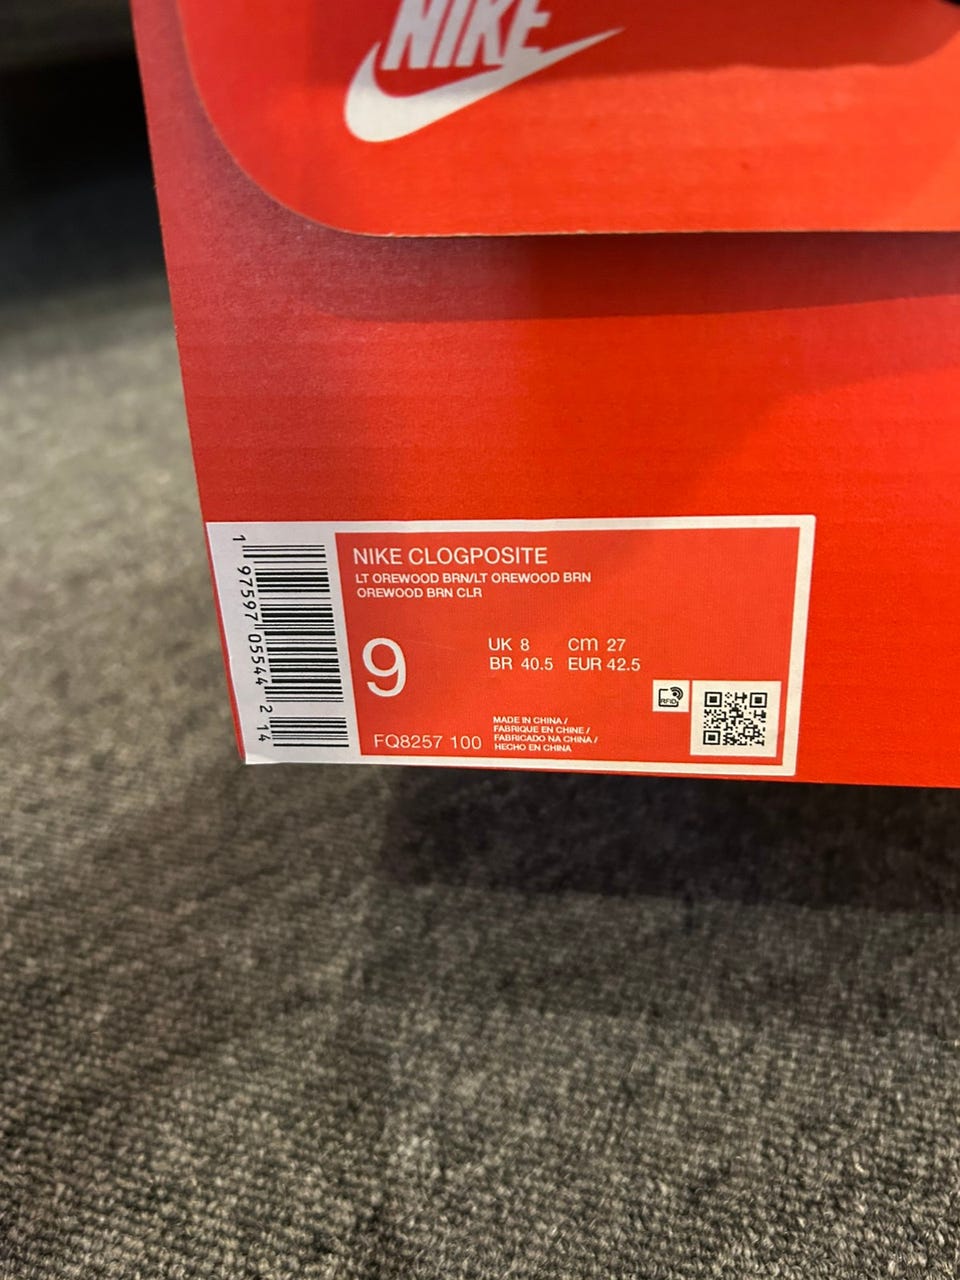 NIKE
NIKE CLOGPOSITE
LT OREWOOD BRN/LT OREWOOD BRN
OREWOOD BRN CLR
9
UK 8 cm 27
BR 40.5 EUR 42.5
RFID
MADE IN CHINA /
FABRIQUE EN CHINE /
FABRICADO NA CHINA /
HECHO EN CHINA
FQ8257 100
1 97597 05544 2 14